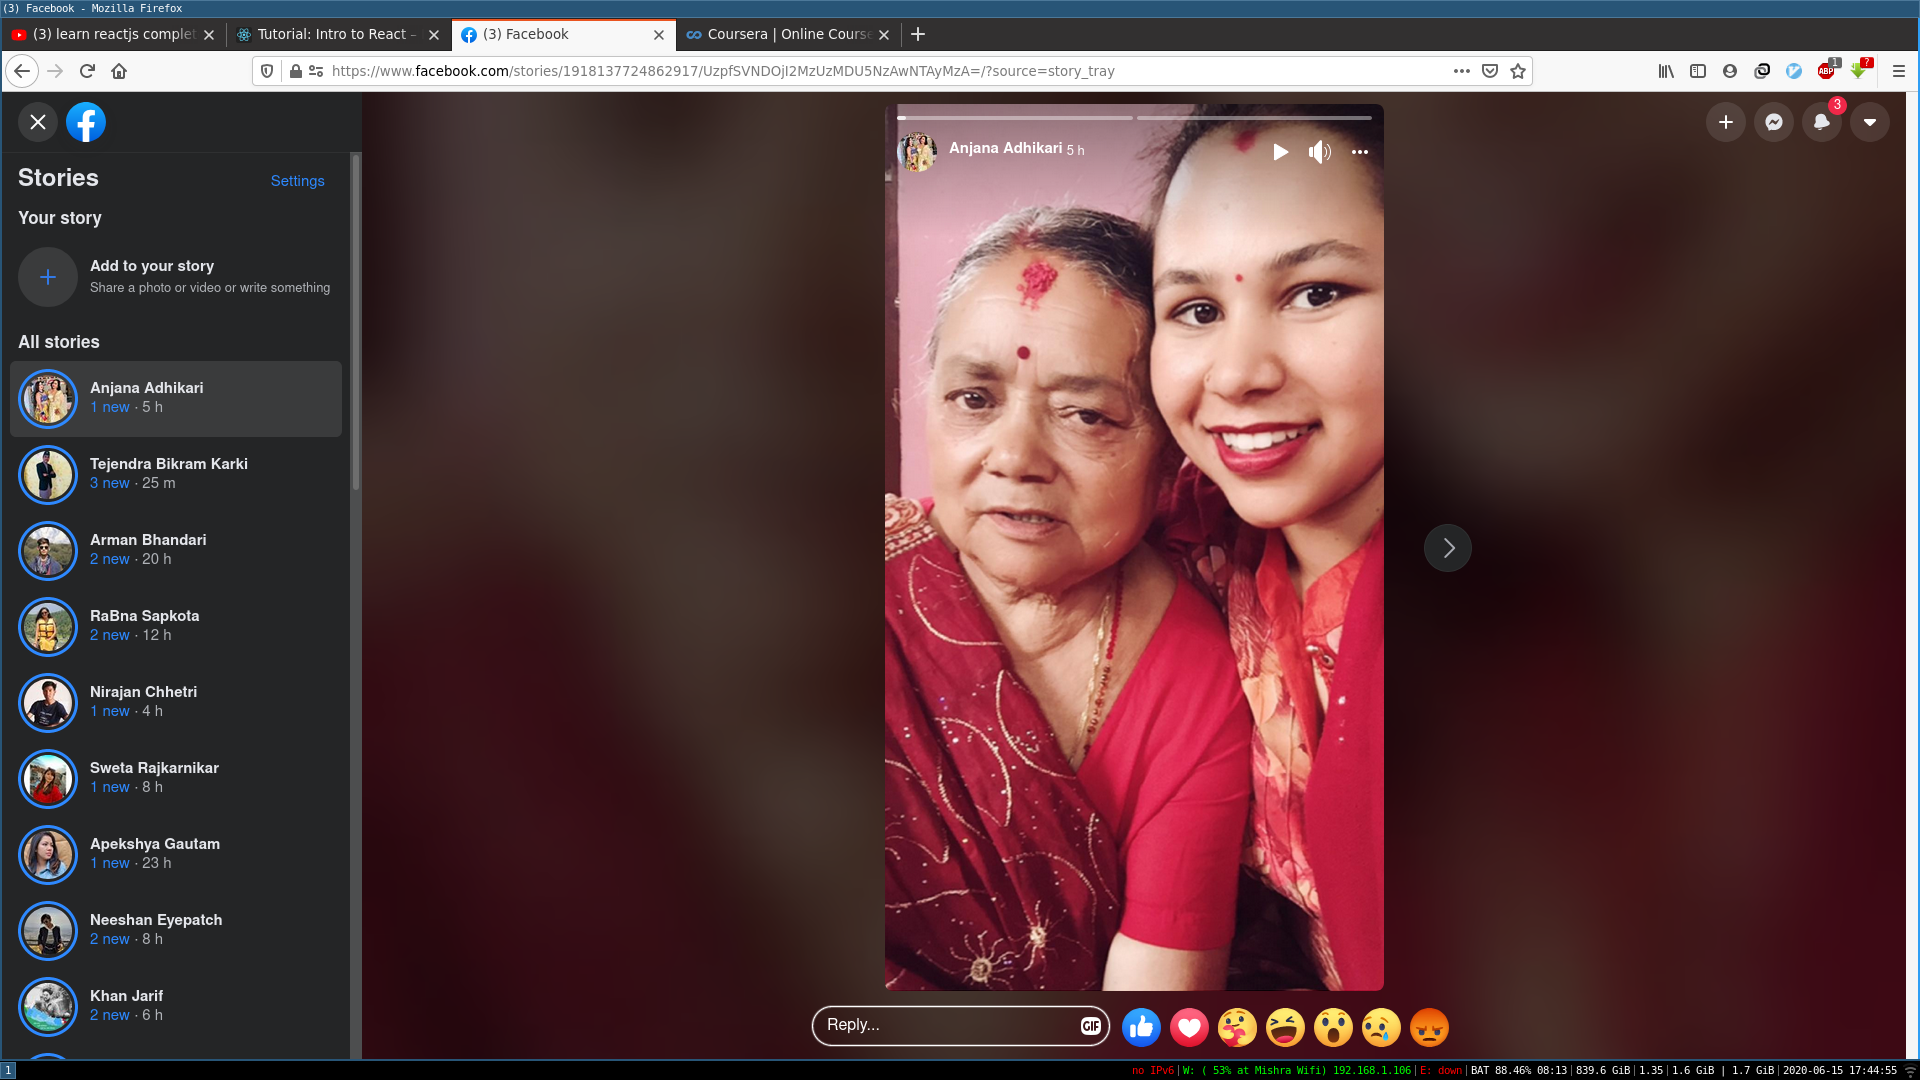 (3) Facebook - Mozilla Firefox
(3) learn reactjs complet
Tutorial: Intro to React –
(3) Facebook
Coursera | Online Course
https://www.facebook.com/stories/1918137724862917/UzpfSVNDOjI2MzUzMDU5NzAwNTAyMzA=/?source=story_tray
1
ABP
?
3
Stories
Settings
Your story
Add to your story
Share a photo or video or write something
All stories
Anjana Adhikari
1 new · 5 h
Tejendra Bikram Karki
3 new · 25 m
Arman Bhandari
2 new · 20 h
RaBna Sapkota
2 new · 12 h
Nirajan Chhetri
1 new · 4 h
Sweta Rajkarnikar
1 new · 8 h
Apekshya Gautam
1 new · 23 h
Neeshan Eyepatch
2 new · 8 h
Khan Jarif
2 new · 6 h
Anjana Adhikari 5 h
Reply...
GIF
1
no IPv6|W: ( 53% at Mishra Wifi) 192.168.1.106|E: down|BAT 88.46% 08:13|839.6 GiB|1.35|1.6 GiB | 1.7 GiB|2020-06-15 17:44:55